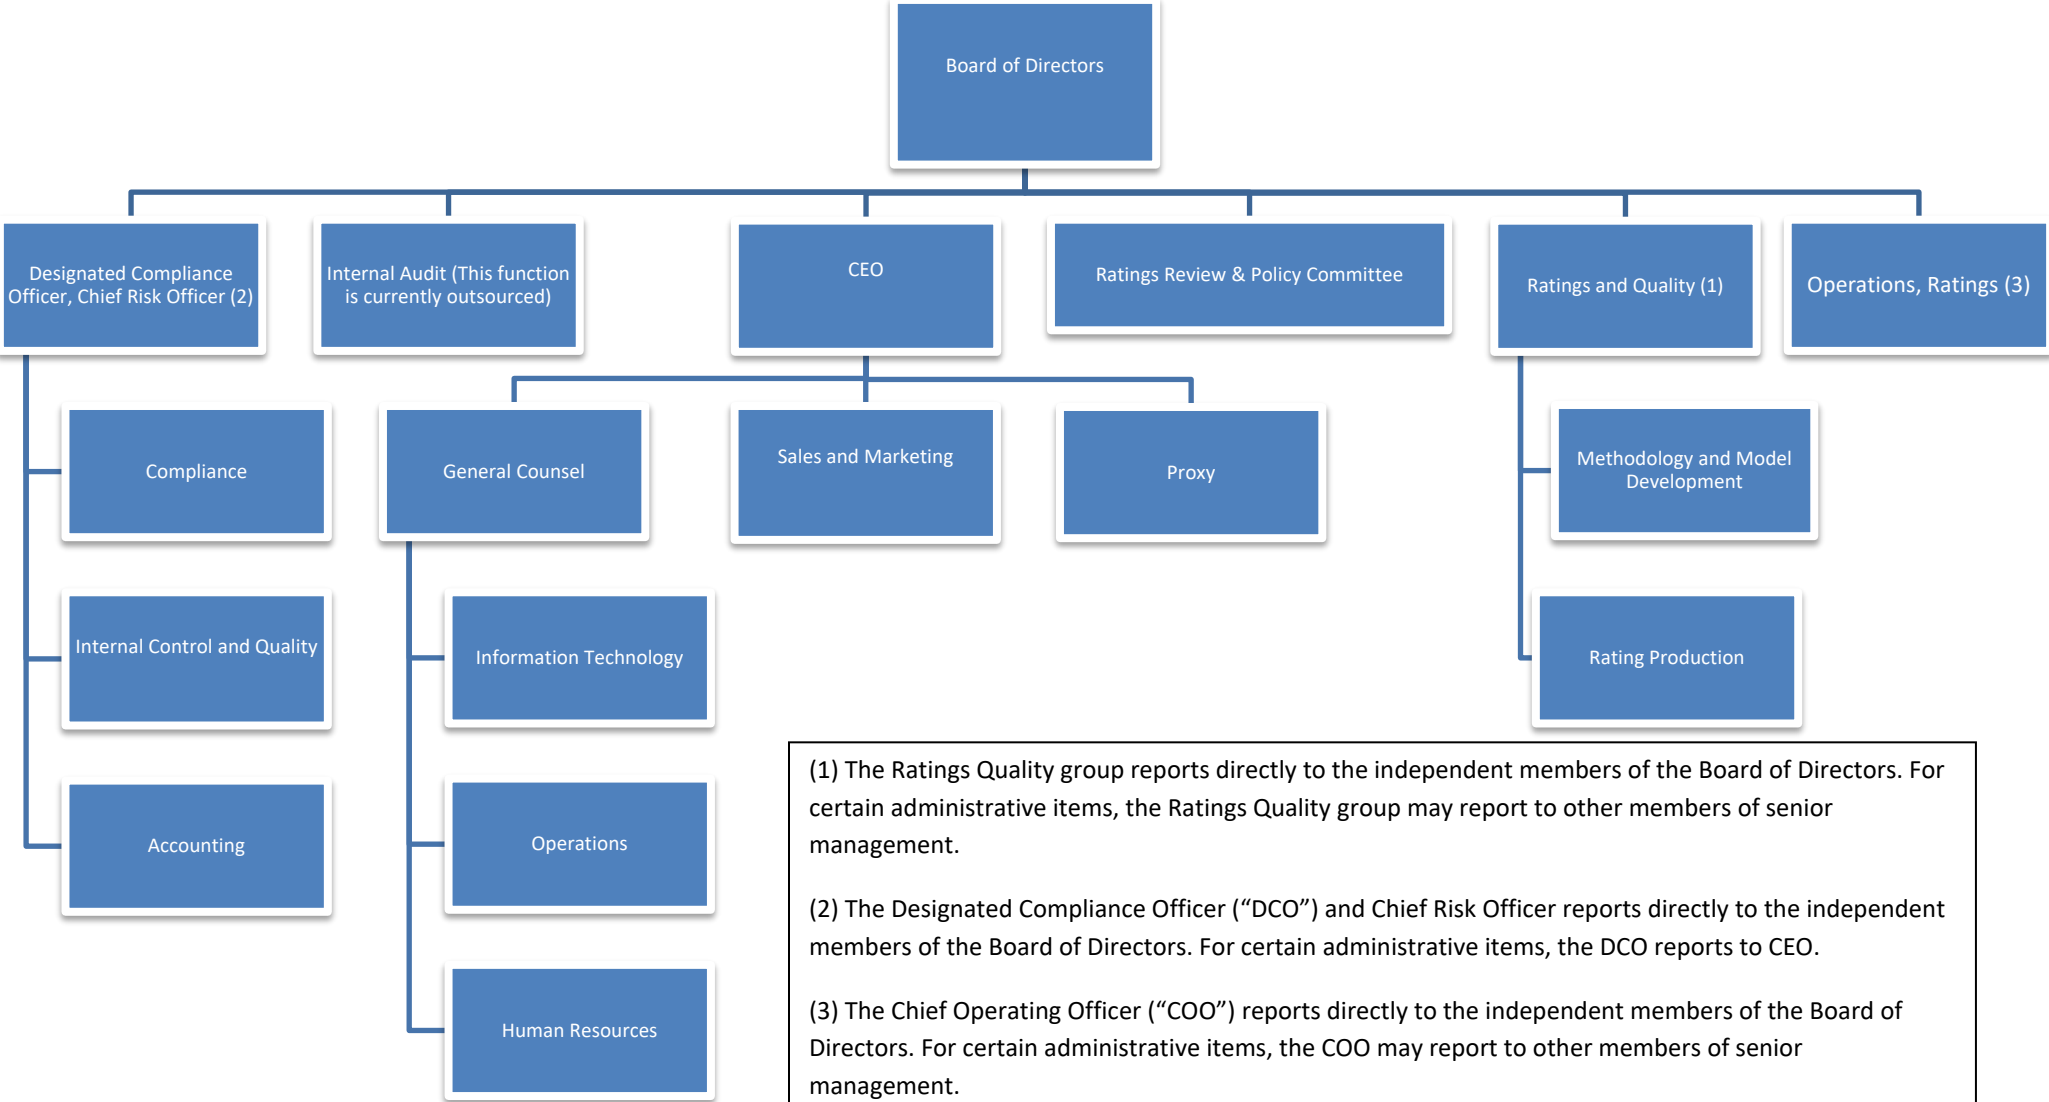 Board of Directors
Designated Compliance
Officer, Chief Risk Officer (2)
Internal Audit (This function
is currently outsourced)
CEO
Ratings Review & Policy Committee
Ratings and Quality (1)
Operations, Ratings (3)
Compliance
General Counsel
Sales and Marketing
Proxy
Methodology and Model
Development
Internal Control and Quality
Information Technology
Rating Production
Accounting
Operations
Human Resources
(1) The Ratings Quality group reports directly to the independent members of the Board of Directors. For
certain administrative items, the Ratings Quality group may report to other members of senior
management.
(2) The Designated Compliance Officer (“DCO”) and Chief Risk Officer reports directly to the independent
members of the Board of Directors. For certain administrative items, the DCO reports to CEO.
(3) The Chief Operating Officer (“COO”) reports directly to the independent members of the Board of
Directors. For certain administrative items, the COO may report to other members of senior
management.